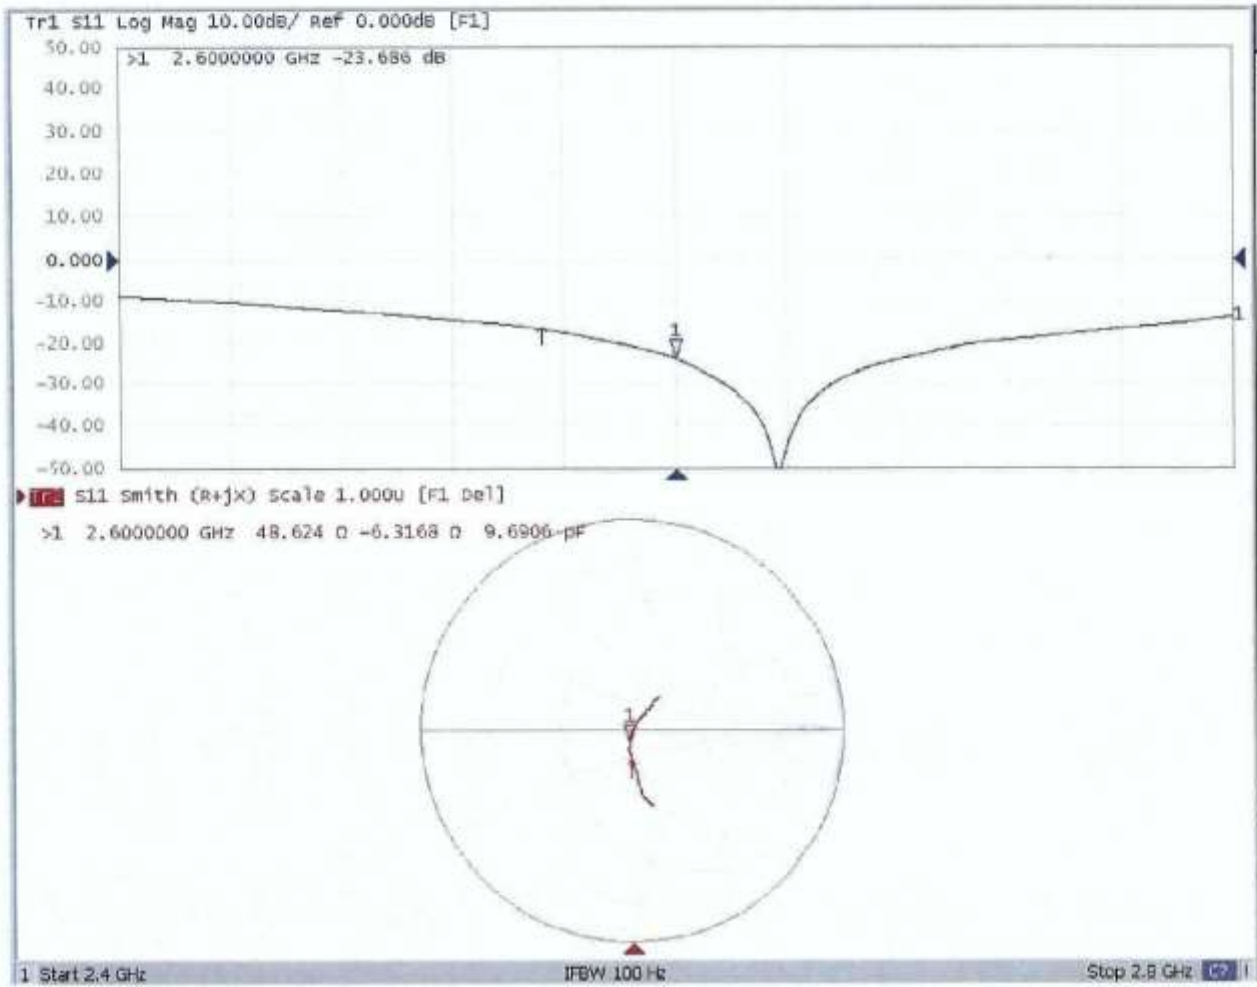 Tr1 S11 Log Mag 10.00dB/ Ref 0.000dB [F1]
50.00
>1 2.6000000 GHz -23.686 dB
40.00
30.00
20.00
10.00
0.000
-10.00
1
1
-20.00
-30.00
-40.00
-50.00
Tr2 S11 Smith (R+jX) Scale 1.000U [F1 Del]
>1 2.6000000 GHz 48.624 Ω -6.3168 Ω 9.6906 pF
1
1 Start 2.4 GHz IFBW 100 Hz Stop 2.8 GHz